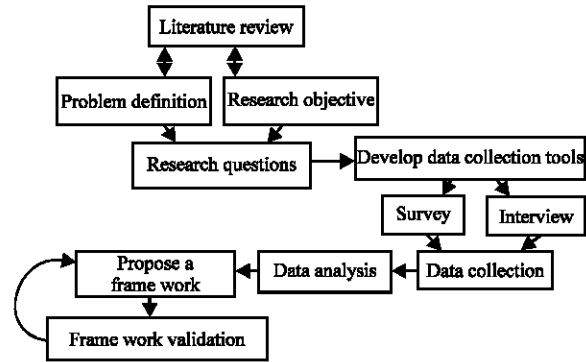 Literature review
Problem definition
Research objective
Research questions
Develop data collection tools
Survey
Interview
Propose a
frame work
Data analysis
Data collection
Frame work validation